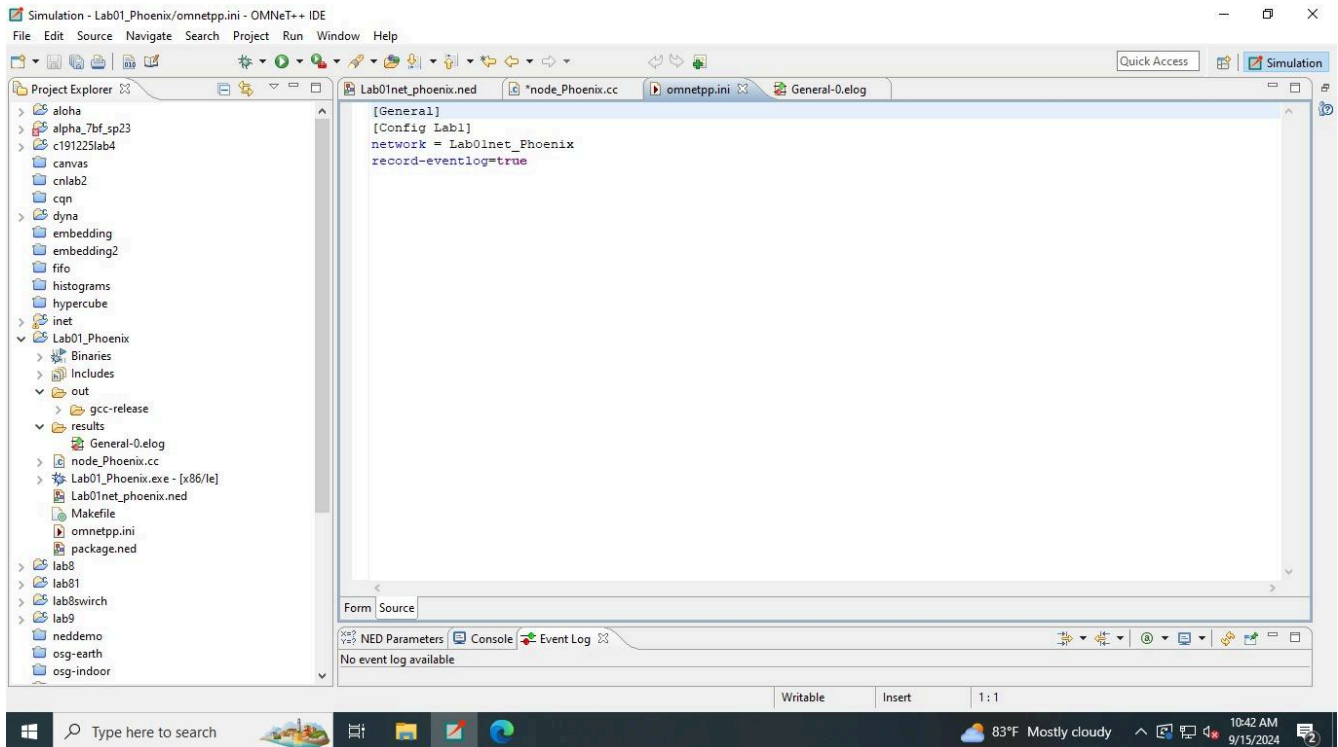 Simulation - Lab01_Phoenix/omnetpp.ini - OMNeT++ IDE
File Edit Source Navigate Search Project Run Window Help
Quick Access
Simulation
Project Explorer
aloha
alpha_7bf_sp23
c191225lab4
canvas
cnlab2
cqn
dyna
embedding
embedding2
fifo
histograms
hypercube
inet
Lab01_Phoenix
Binaries
Includes
out
gcc-release
results
General-0.elog
node_Phoenix.cc
Lab01_Phoenix.exe - [x86/le]
Lab01net_phoenix.ned
Makefile
omnetpp.ini
package.ned
lab8
lab81
lab8swirch
lab9
neddemo
osg-earth
osg-indoor
Lab01net_phoenix.ned *node_Phoenix.cc omnetpp.ini General-0.elog
[General]
[Config Lab1]
network = Lab01net_Phoenix
record-eventlog=true
Form Source
NED Parameters Console Event Log
No event log available
Writable Insert 1:1
Type here to search
83°F Mostly cloudy
10:42 AM
9/15/2024
2